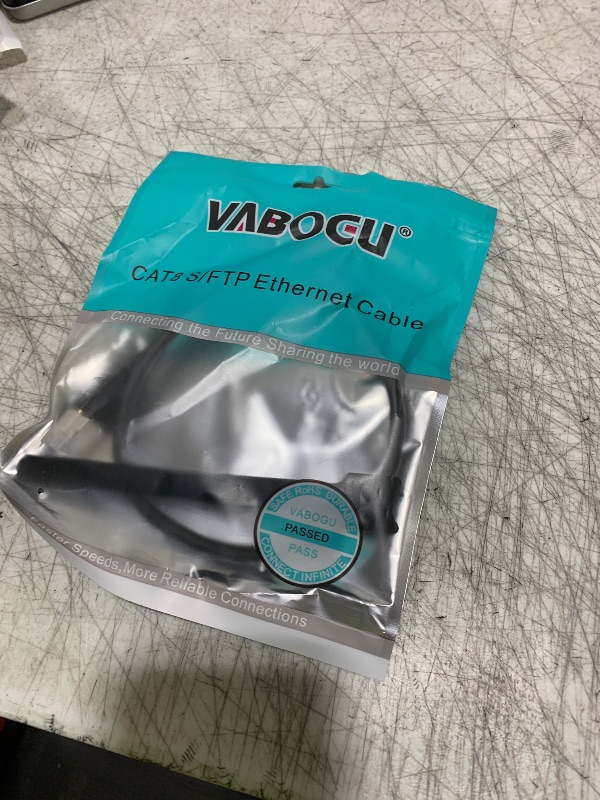 VABOGU®
CAT8 S/FTP Ethernet Cable
Connecting the Future Sharing the world
SAFE RoHS DURABLE
VABOGU
PASSED
PASS
CONNECT INFINITE
Faster Speeds,More Reliable Connections